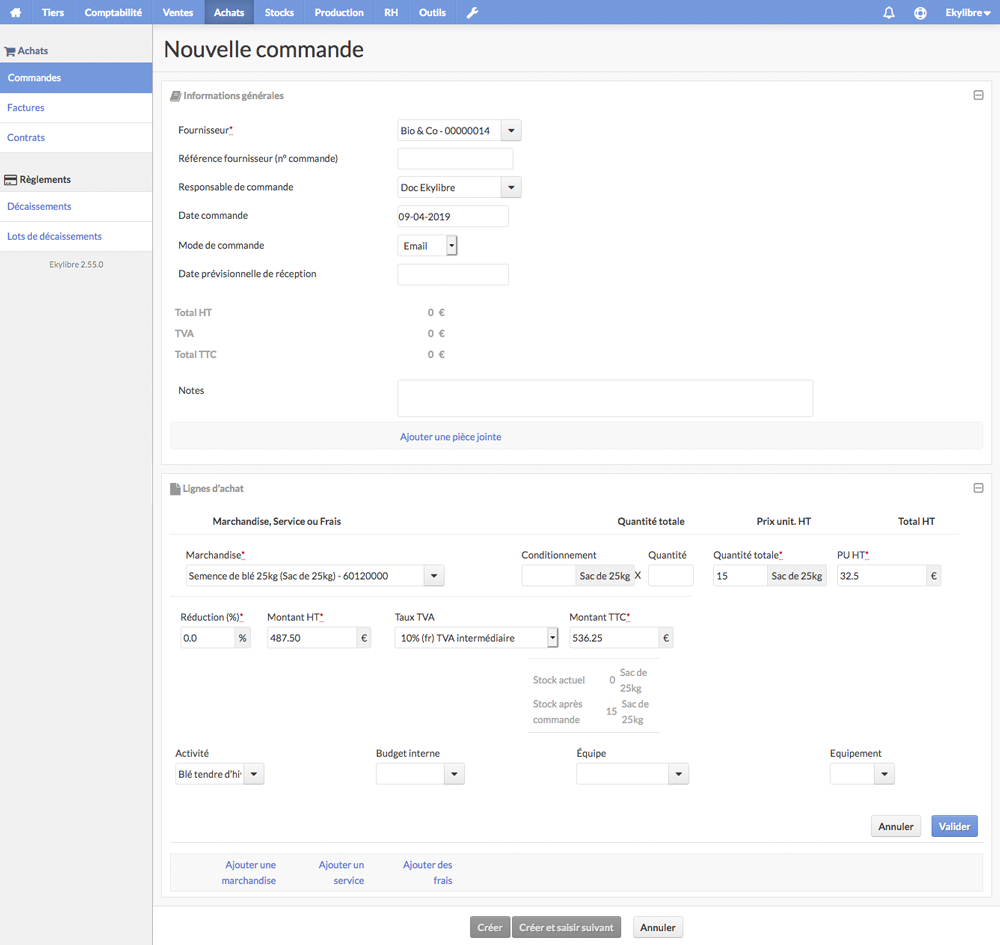 Tiers Comptabilité Ventes Achats Stocks Production RH Outils Ekylibre
Achats
Commandes
Factures
Contrats
Règlements
Décaissements
Lots de décaissements
Ekylibre 2.55.0
Nouvelle commande
Informations générales
Fournisseur* Bio & Co - 00000014
Référence fournisseur (n° commande)
Responsable de commande Doc Ekylibre
Date commande 09-04-2019
Mode de commande Email
Date prévisionnelle de réception
Total HT 0 €
TVA 0 €
Total TTC 0 €
Notes
Ajouter une pièce jointe
Lignes d'achat
Marchandise, Service ou Frais Quantité totale Prix unit. HT Total HT
Marchandise* Conditionnement Quantité Quantité totale* PU HT*
Semence de blé 25kg (Sac de 25kg) - 60120000 Sac de 25kg X 15 Sac de 25kg 32.5 €
Réduction (%)* Montant HT* Taux TVA Montant TTC*
0.0 % 487.50 € 10% (fr) TVA intermédiaire 536.25 €
Stock actuel 0 Sac de
25kg
Stock après 15 Sac de
commande 25kg
Activité Budget interne Équipe Equipement
Blé tendre d'hi
Annuler Valider
Ajouter une Ajouter un Ajouter des
marchandise service frais
Créer Créer et saisir suivant Annuler